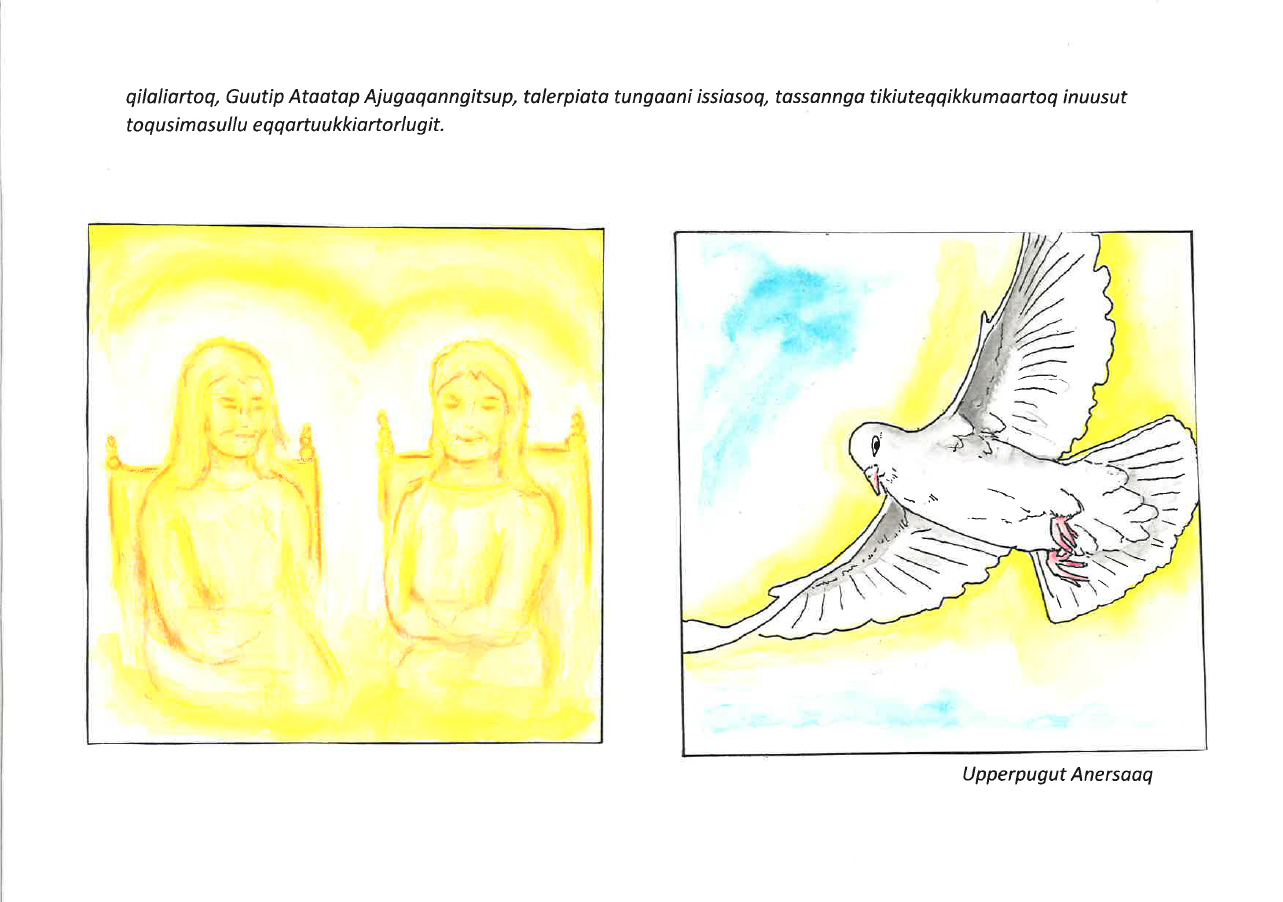 qilaliartoq, Guutip Ataatap Ajugaqanngitsup, talerpiata tungaani issiasoq, tassannga tikiuteqqikkumaartoq inuusut
toqusimasullu eqqartuukkiartorlugit.
Upperpugut Anersaaq